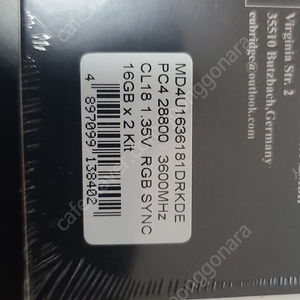 Virginia Str. 2
35510 Butzbach,Germany
eubridge@outlook.com
MD4U1636181DRKDE
PC4 28800 3600MHz
CL18 1.35V RGB SYNC
16GB x 2 Kit
4 897099 138402